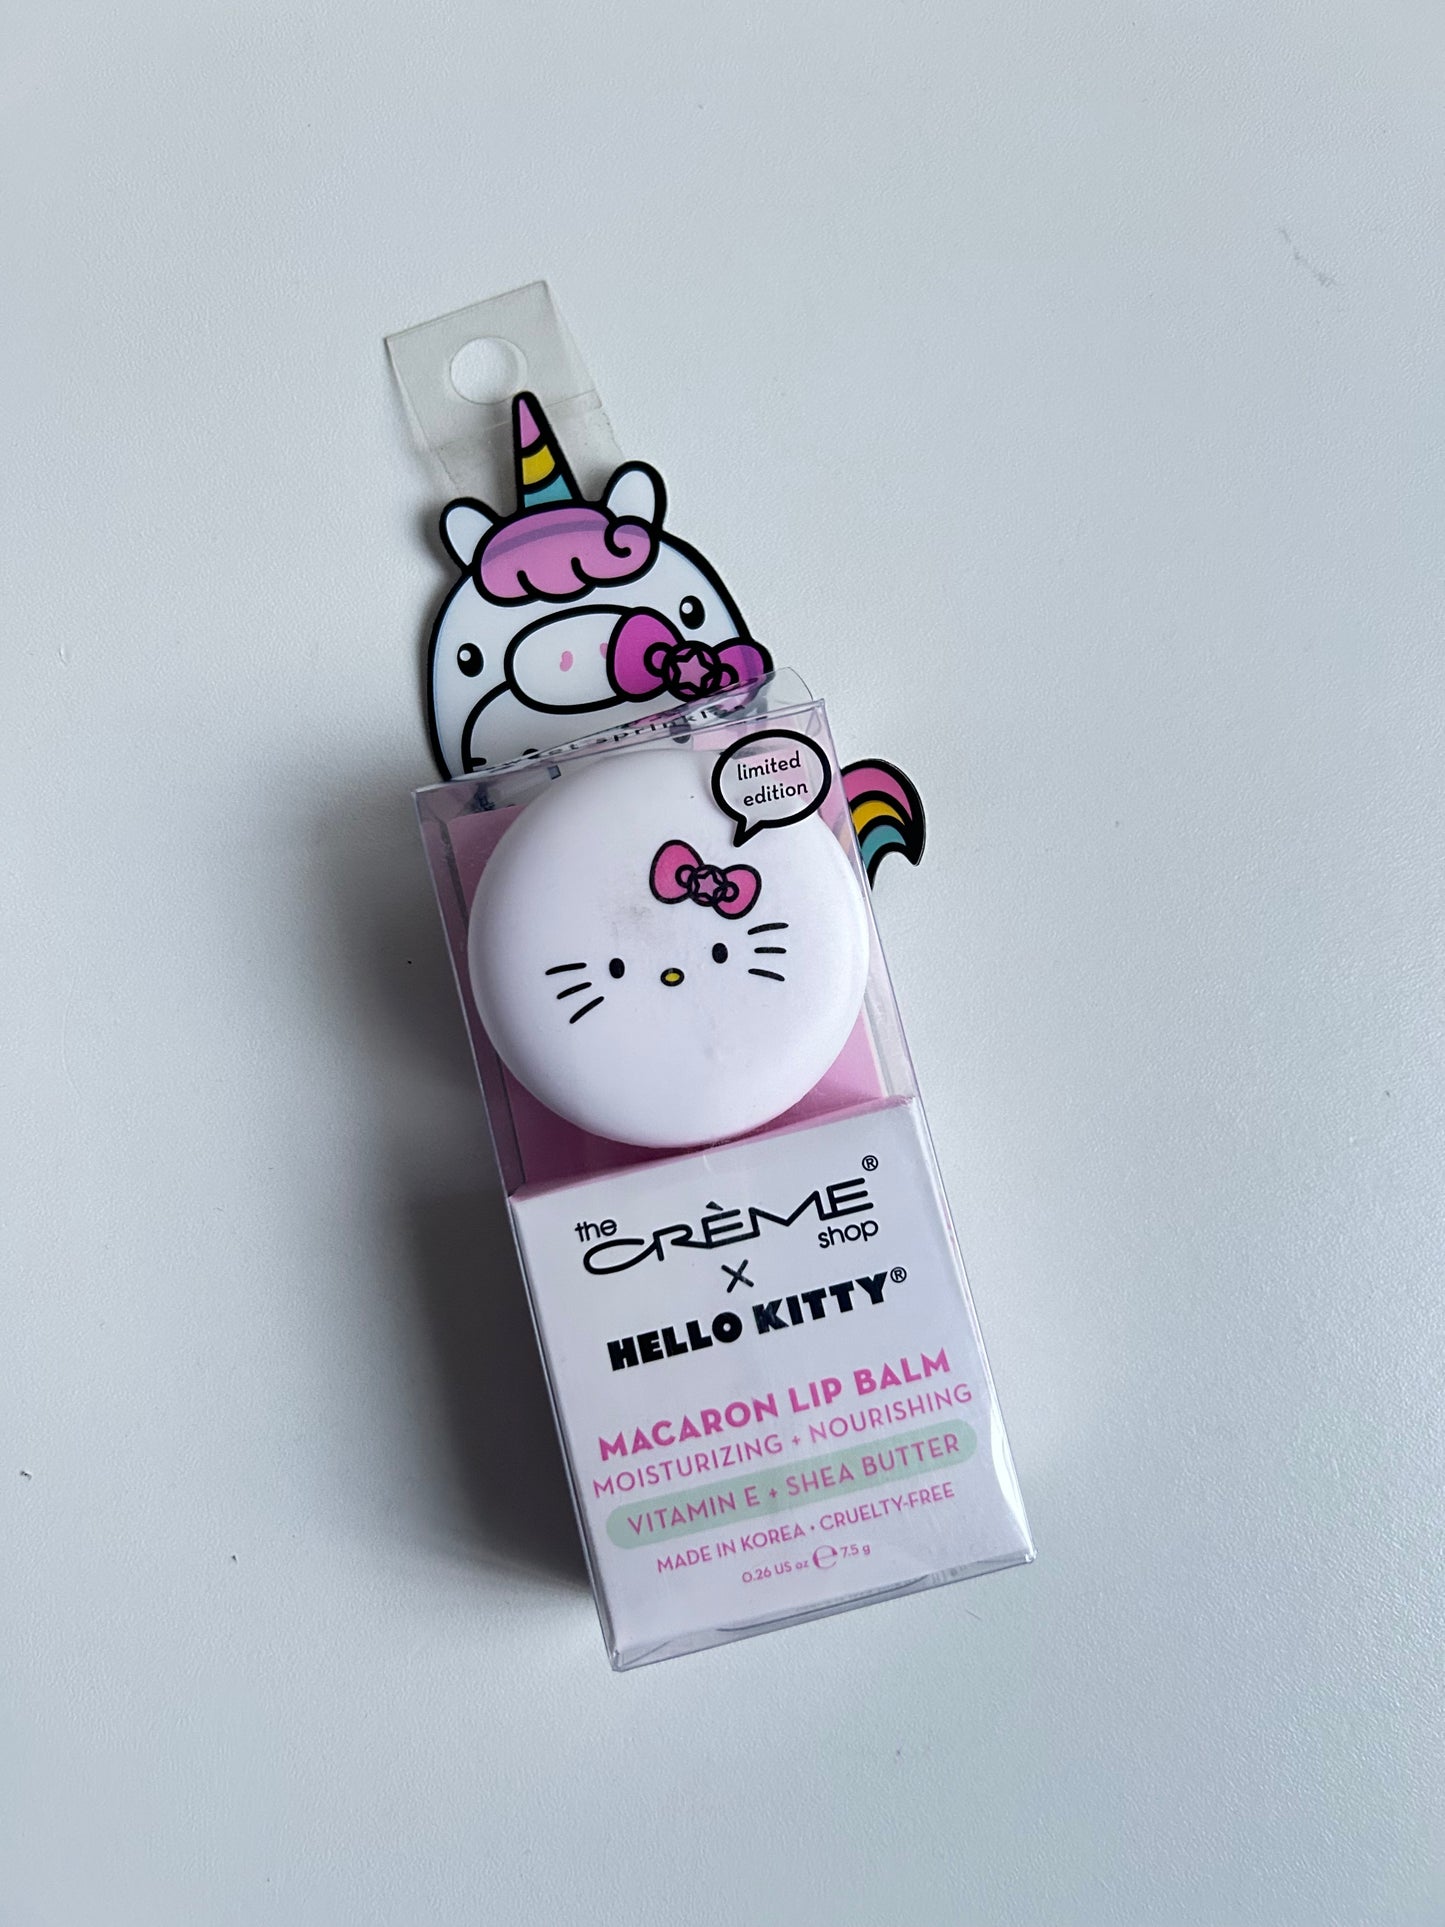 sprinkl
limited
edition
the CRÈME® shop
×
HELLO KITTY®
MACARON LIP BALM
MOISTURIZING + NOURISHING
VITAMIN E + SHEA BUTTER
MADE IN KOREA • CRUELTY-FREE
0.26 US oz ℮ 7.5 g